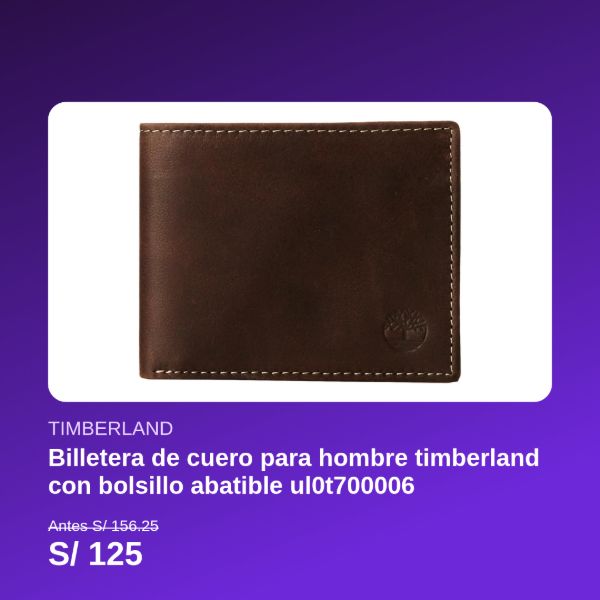 TIMBERLAND
Billetera de cuero para hombre timberland
con bolsillo abatible ul0t700006
Antes S/ 156.25
S/ 125